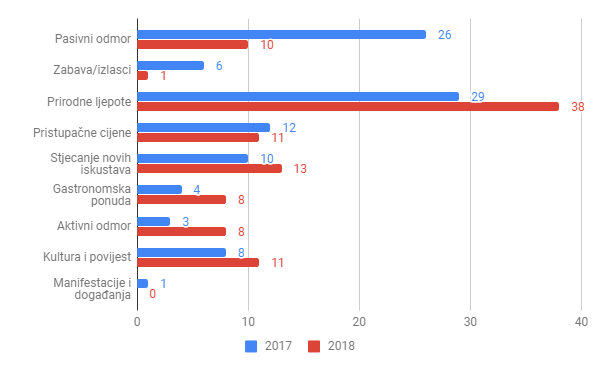 Pasivni odmor
26
10
Zabava/izlasci
6
1
Prirodne ljepote
29
38
Pristupačne cijene
12
11
Stjecanje novih
iskustava
10
13
Gastronomska
ponuda
4
8
Aktivni odmor
3
8
Kultura i povijest
8
11
Manifestacije i
događanja
1
0
0 10 20 30 40
2017 2018